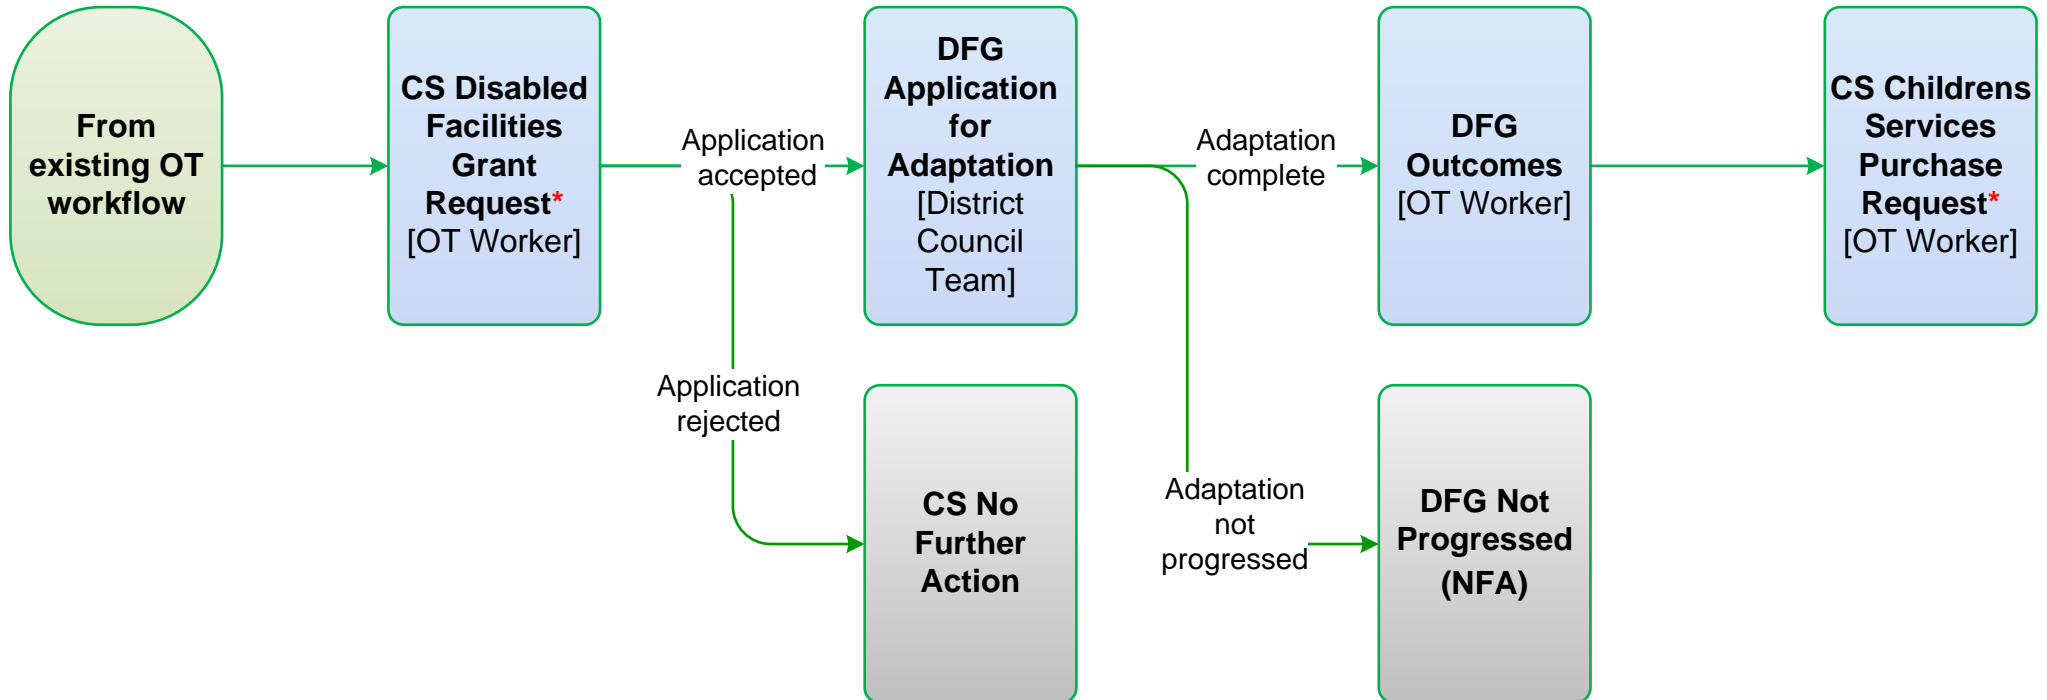 From
existing OT
workflow
CS Disabled
Facilities
Grant
Request*
[OT Worker]
Application
accepted
DFG
Application
for
Adaptation
[District
Council
Team]
Adaptation
complete
DFG
Outcomes
[OT Worker]
CS Childrens
Services
Purchase
Request*
[OT Worker]
Application
rejected
CS No
Further
Action
Adaptation
not
progressed
DFG Not
Progressed
(NFA)